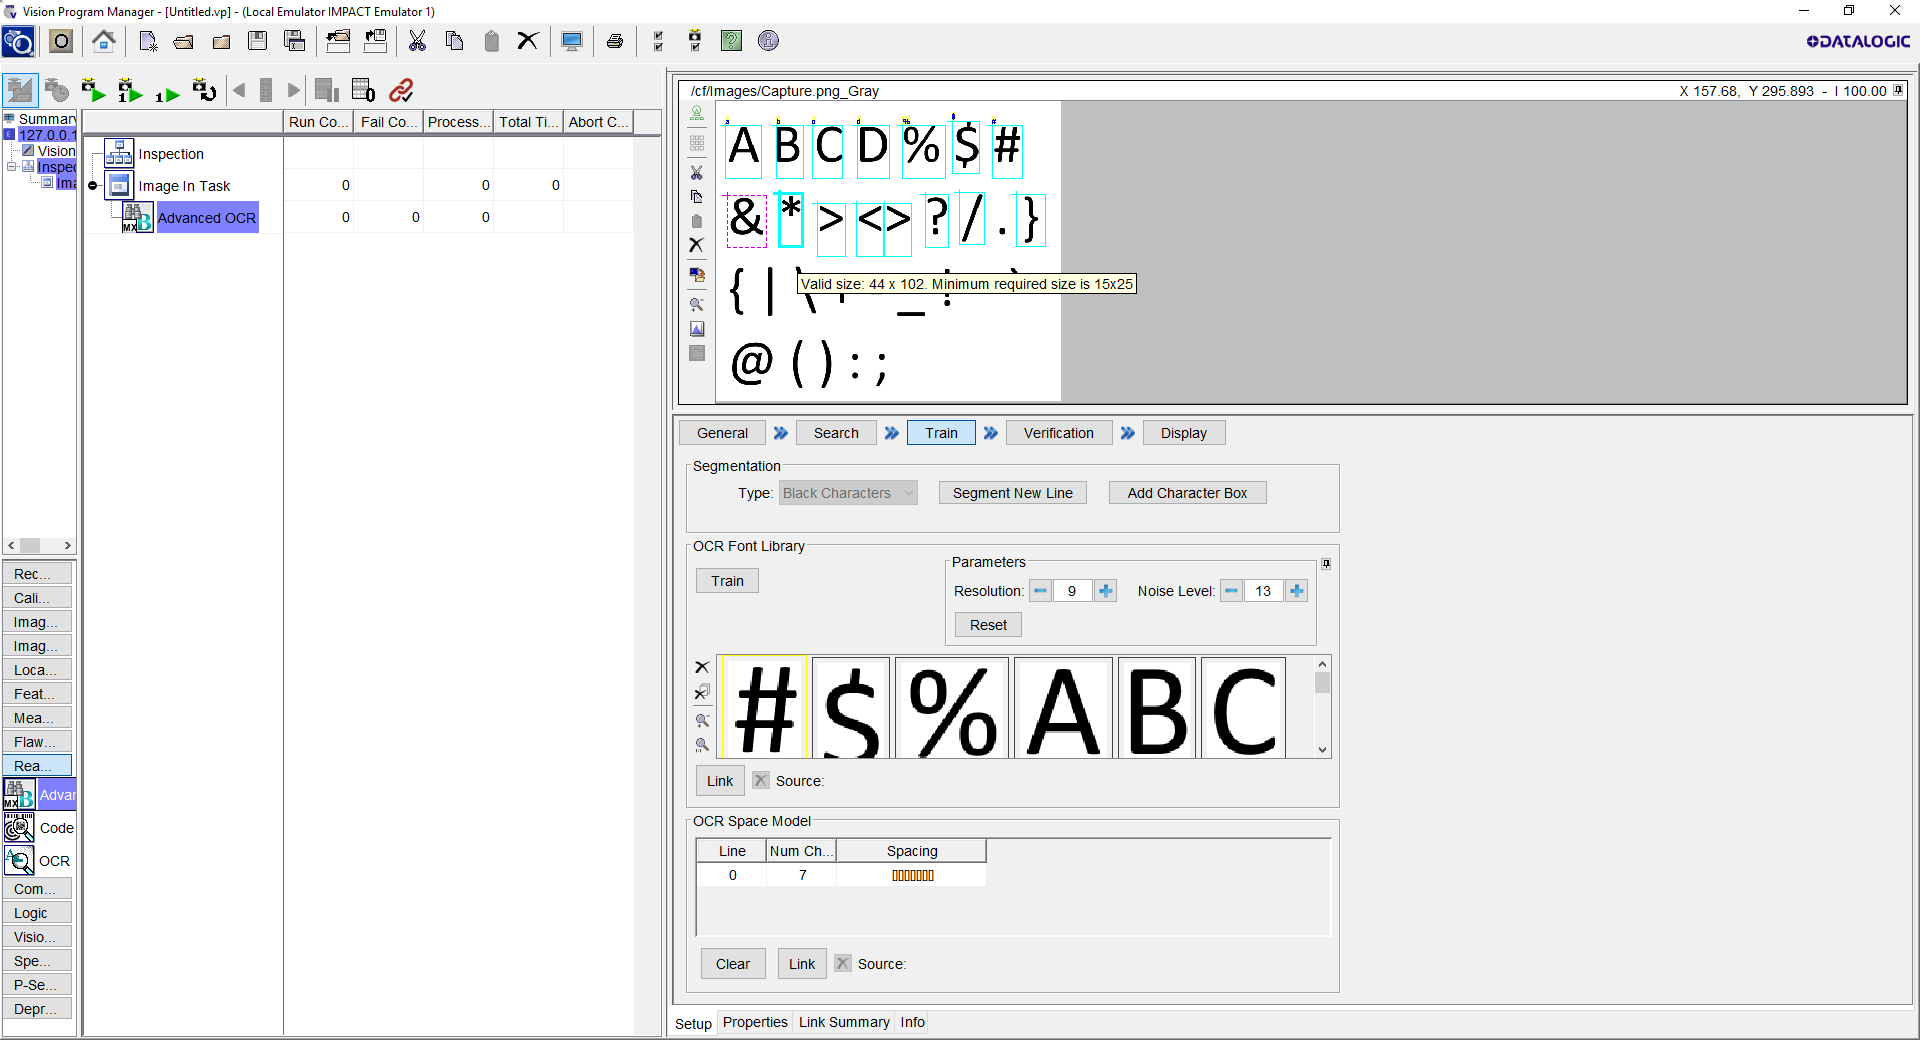 Vision Program Manager - [Untitled.vp] - (Local Emulator IMPACT Emulator 1)
DATALOGIC
Summary
127.0.0.1
Vision
Inspec
Ima
Run Co... Fail Co... Process... Total Ti... Abort C...
Inspection
Image In Task 0 0 0
Advanced OCR 0 0 0
Rec...
Cali...
Imag...
Imag...
Loca...
Feat...
Mea...
Flaw...
Rea...
Advar
Code
OCR
Com...
Logic
Visio...
Spe...
P-Se...
Depr...
/cf/Images/Capture.png_Gray X 157.68, Y 295.893 - I 100.00
A B C D % $ #
& * > <> ? / . }
{ | \
Valid size: 44 x 102. Minimum required size is 15x25
@ ( ) : ;
General Search Train Verification Display
Segmentation
Type: Black Characters Segment New Line Add Character Box
OCR Font Library
Train
Parameters
Resolution: 9 Noise Level: 13
Reset
# $ % A B C
Link Source:
OCR Space Model
Line Num Ch... Spacing
0 7
Clear Link Source:
Setup Properties Link Summary Info